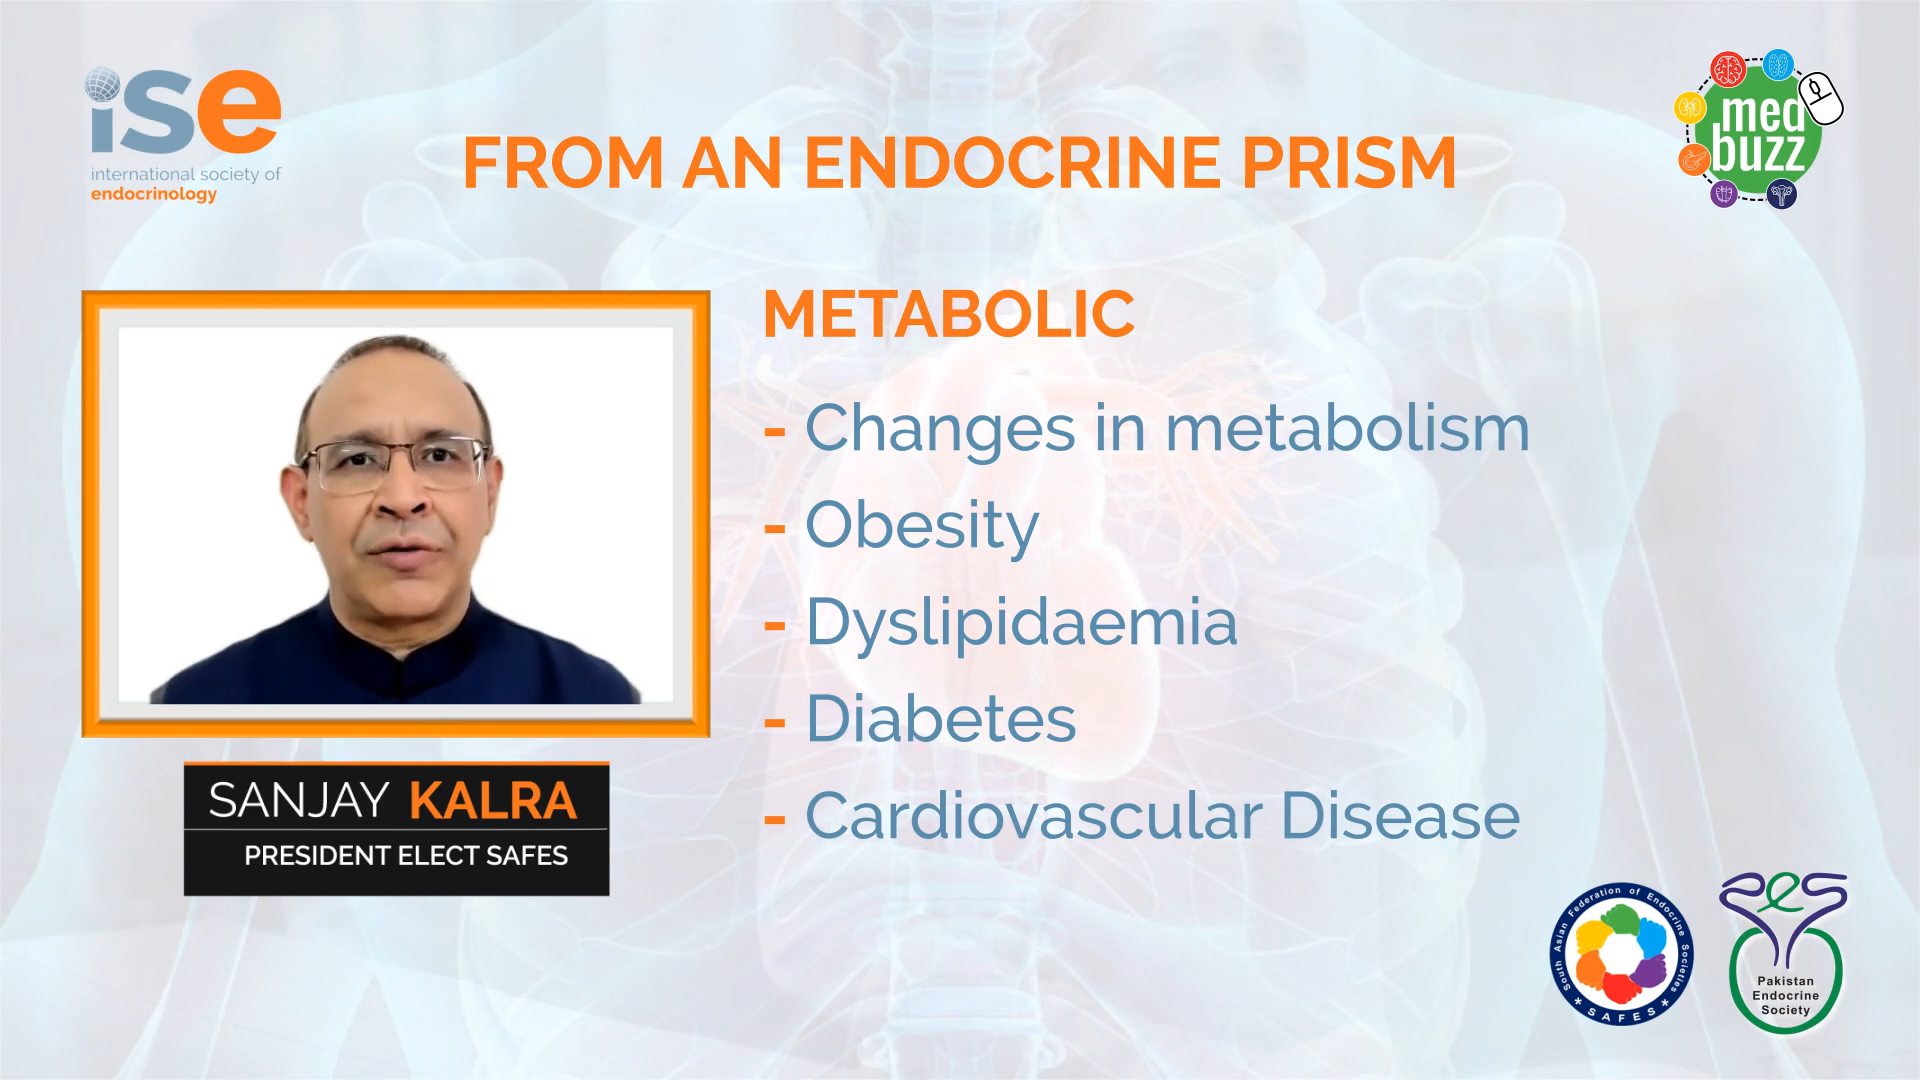 ise
international society of
endocrinology
FROM AN ENDOCRINE PRISM
med
buzz
METABOLIC
- Changes in metabolism
- Obesity
- Dyslipidaemia
- Diabetes
- Cardiovascular Disease
SANJAY KALRA
PRESIDENT ELECT SAFES
South Asian Federation of Endocrine Societies
* SAFES *
PES
Pakistan
Endocrine
Society